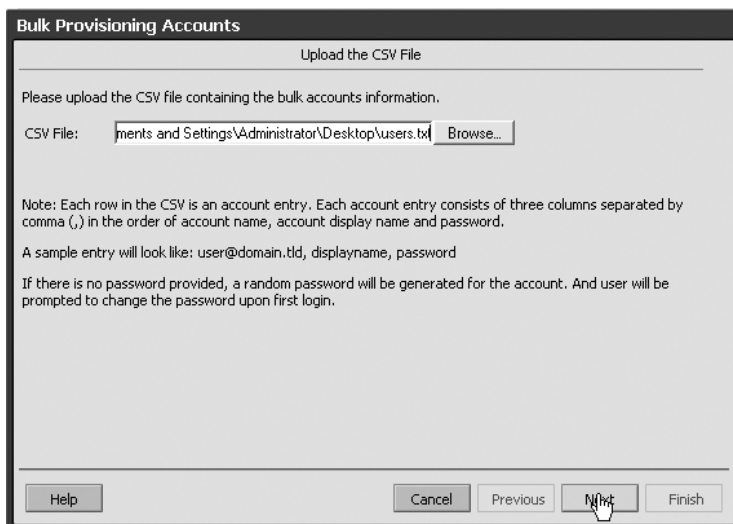 Bulk Provisioning Accounts
Upload the CSV File
Please upload the CSV file containing the bulk accounts information.
CSV File: ments and Settings\Administrator\Desktop\users.txt Browse...
Note: Each row in the CSV is an account entry. Each account entry consists of three columns separated by
comma (,) in the order of account name, account display name and password.
A sample entry will look like: user@domain.tld, displayname, password
If there is no password provided, a random password will be generated for the account. And user will be
prompted to change the password upon first login.
Help Cancel Previous Next Finish